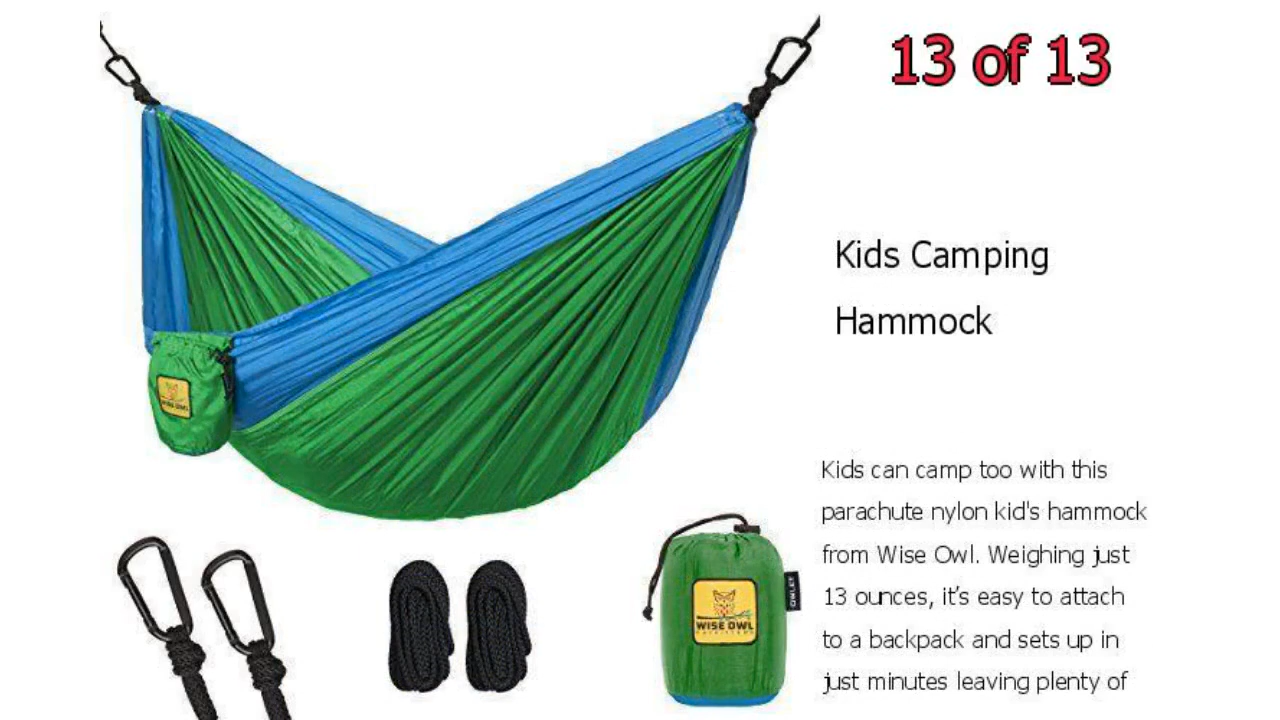 13 of 13
Kids Camping
Hammock
Kids can camp too with this
parachute nylon kid's hammock
from Wise Owl. Weighing just
13 ounces, it's easy to attach
to a backpack and sets up in
just minutes leaving plenty of
WISE OWL
WISE OWL
OUTFITTERS
OWLET